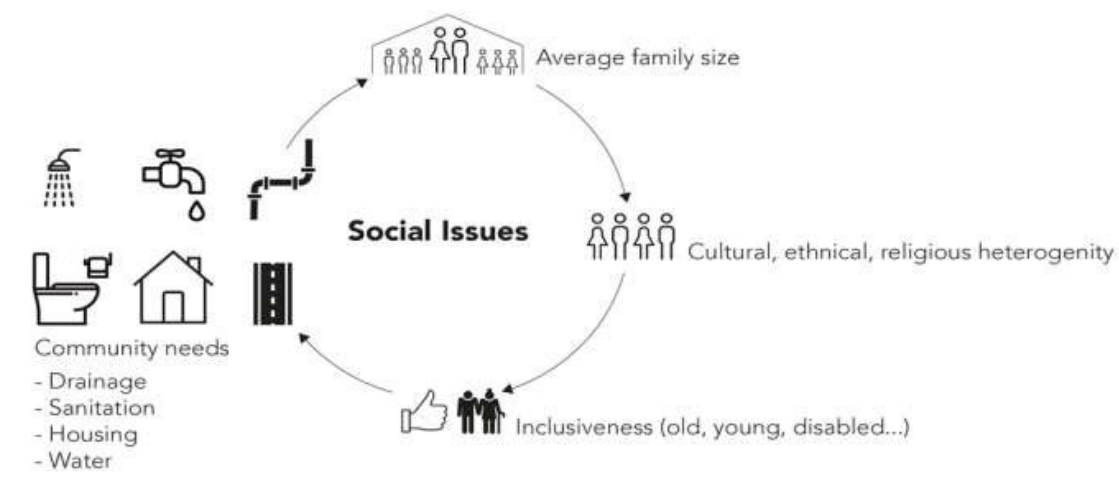 Average family size
Social Issues
Cultural, ethnical, religious heterogenity
Community needs
- Drainage
- Sanitation
- Housing
- Water
Inclusiveness (old, young, disabled...)